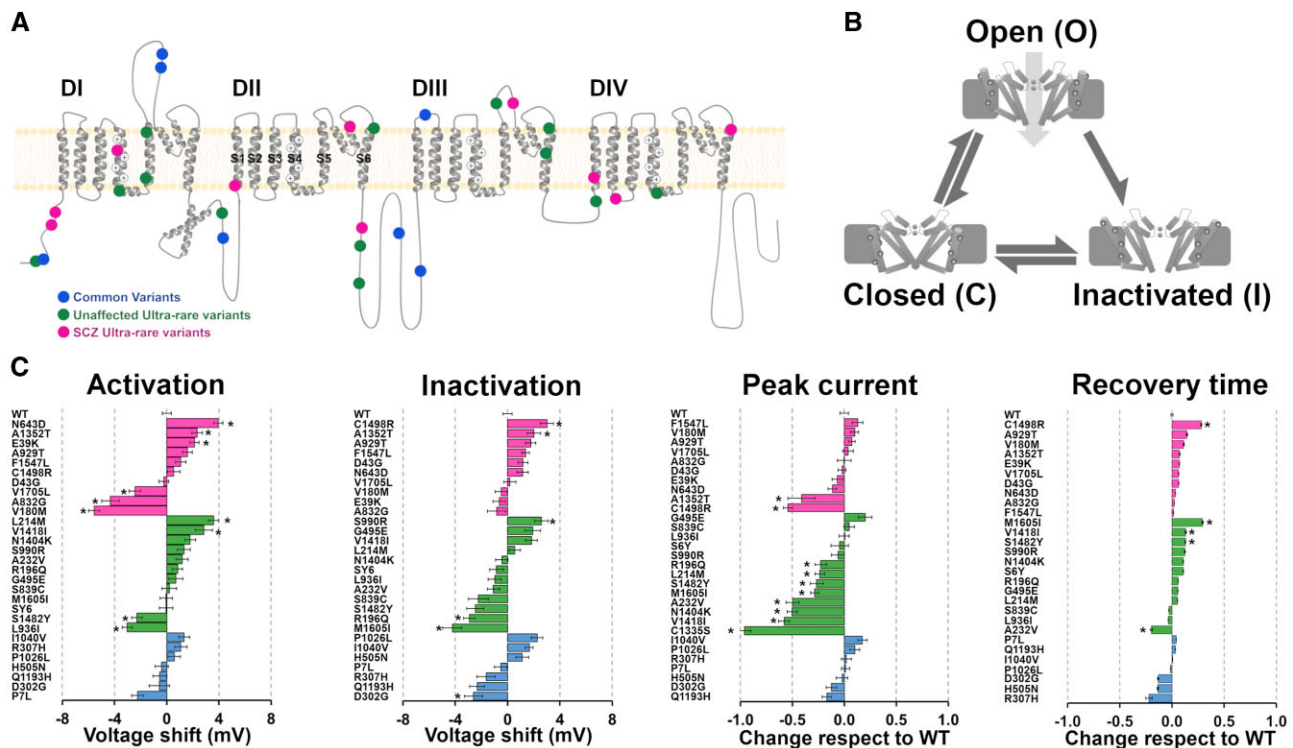 A
DI
DII
DIII
DIV
S1 S2 S3 S4 S5 S6
Common Variants
Unaffected Ultra-rare variants
SCZ Ultra-rare variants
B
Open (O)
Closed (C)
Inactivated (I)
C
Activation
WT
N643D *
A1352T *
E39K *
A929T
F1547L
C1498R
D43G
V1705L *
A832G *
V180M *
L214M *
V1418I *
N1404K
S990R
A232V
R196Q
G495E
S839C
M1605I
SY6
S1482Y *
L936I *
I1040V
R307H
P1026L
H505N
Q1193H
D302G
P7L
-8 -4 0 4 8
Voltage shift (mV)
Inactivation
WT
C1498R *
A1352T *
A929T
F1547L
D43G
N643D
V1705L
V180M
E39K
A832G
S990R *
G495E
V1418I
L214M
N1404K
SY6
L936I
A232V
S839C
S1482Y
R196Q *
M1605I *
P1026L
I1040V
H505N
P7L
R307H
Q1193H
D302G *
-8 -4 0 4 8
Voltage shift (mV)
Peak current
WT
F1547L
V180M
A929T
V1705L
A832G
D43G
E39K
N643D
A1352T *
C1498R *
G495E
S839C
L936I
S6Y
S990R
R196Q *
L214M *
S1482Y *
M1605I *
A232V *
N1404K *
V1418I *
C1335S *
I1040V
P1026L
R307H
P7L
H505N
D302G
Q1193H
-1.0 -0.5 0.0 0.5 1.0
Change respect to WT
Recovery time
WT
C1498R *
A929T
V180M
A1352T
E39K
V1705L
D43G
N643D
A832G
F1547L
M1605I *
V1418I *
S1482Y *
S990R
N1404K
S6Y
R196Q
G495E
L214M
S839C
L936I
A232V *
P7L
Q1193H
I1040V
P1026L
D302G
H505N
R307H
-1.0 -0.5 0.0 0.5 1.0
Change respect to WT